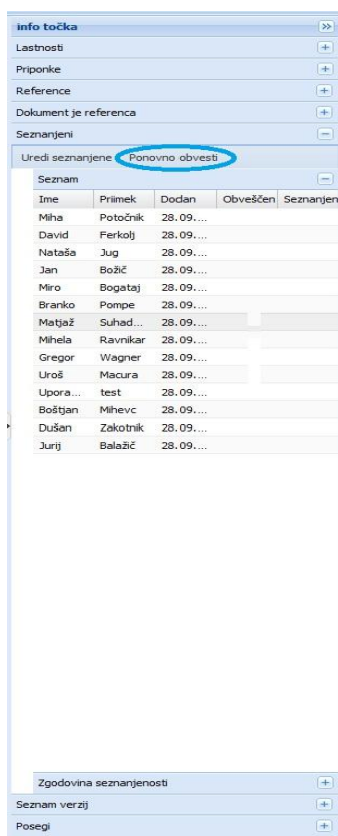 info točka
Lastnosti
Priponke
Reference
Dokument je referenca
Seznanjeni
Uredi seznanjene Ponovno obvesti
Seznam
Ime Priimek Dodan Obveščen Seznanjen
Miha Potočnik 28.09....
David Ferkolj 28.09....
Nataša Jug 28.09....
Jan Božič 28.09....
Miro Bogataj 28.09....
Branko Pompe 28.09....
Matjaž Suhad... 28.09....
Mihela Ravnikar 28.09....
Gregor Wagner 28.09....
Uroš Macura 28.09....
Upora... test 28.09....
Boštjan Mihevc 28.09....
Dušan Zakotnik 28.09....
Jurij Balažič 28.09....
Zgodovina seznanjenosti
Seznam verzij
Posegi